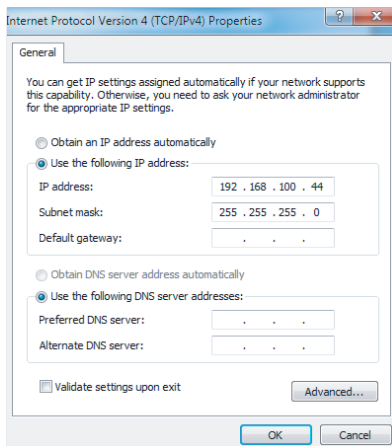 Internet Protocol Version 4 (TCP/IPv4) Properties
General
You can get IP settings assigned automatically if your network supports
this capability. Otherwise, you need to ask your network administrator
for the appropriate IP settings.
Obtain an IP address automatically
Use the following IP address:
IP address: 192 . 168 . 100 . 44
Subnet mask: 255 . 255 . 255 . 0
Default gateway: . . .
Obtain DNS server address automatically
Use the following DNS server addresses:
Preferred DNS server: . . .
Alternate DNS server: . . .
Validate settings upon exit
Advanced...
OK Cancel